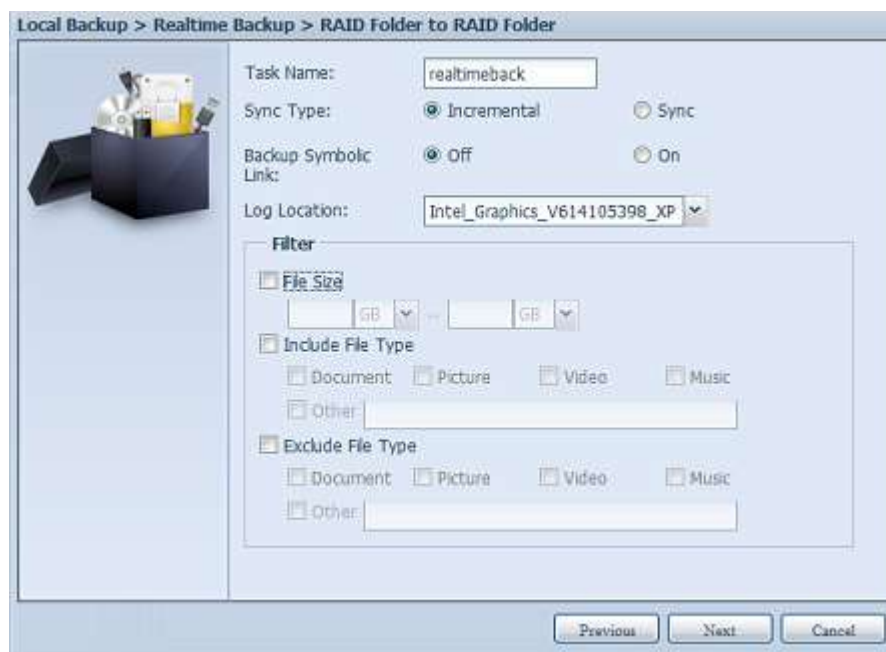 Local Backup > Realtime Backup > RAID Folder to RAID Folder
Task Name: realtimeback
Sync Type: Incremental Sync
Backup Symbolic Link: Off On
Log Location: Intel_Graphics_V614105398_XP
Filter
File Size
GB -- GB
Include File Type
Document Picture Video Music
Other
Exclude File Type
Document Picture Video Music
Other
Previous Next Cancel